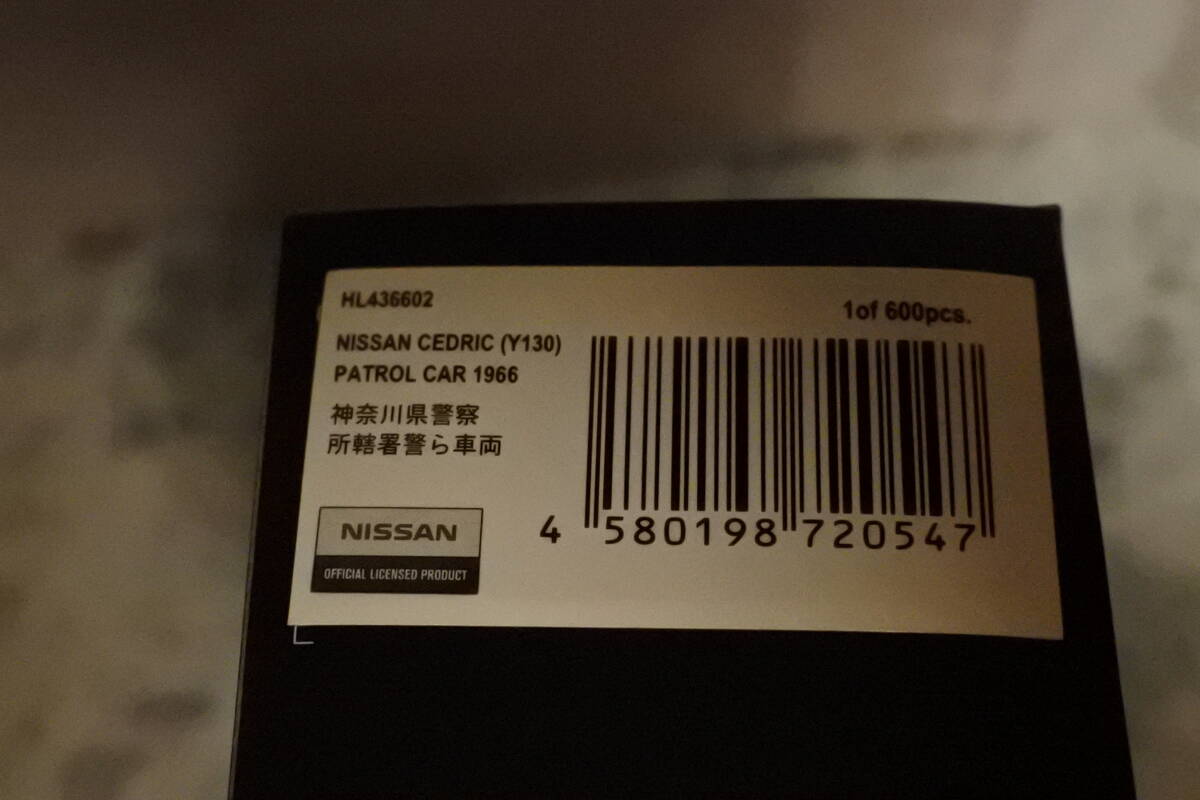 HL436602
1of 600pcs.
NISSAN CEDRIC (Y130)
PATROL CAR 1966
神奈川県警察
所轄署警ら車両
NISSAN
OFFICIAL LICENSED PRODUCT
4 580198 720547